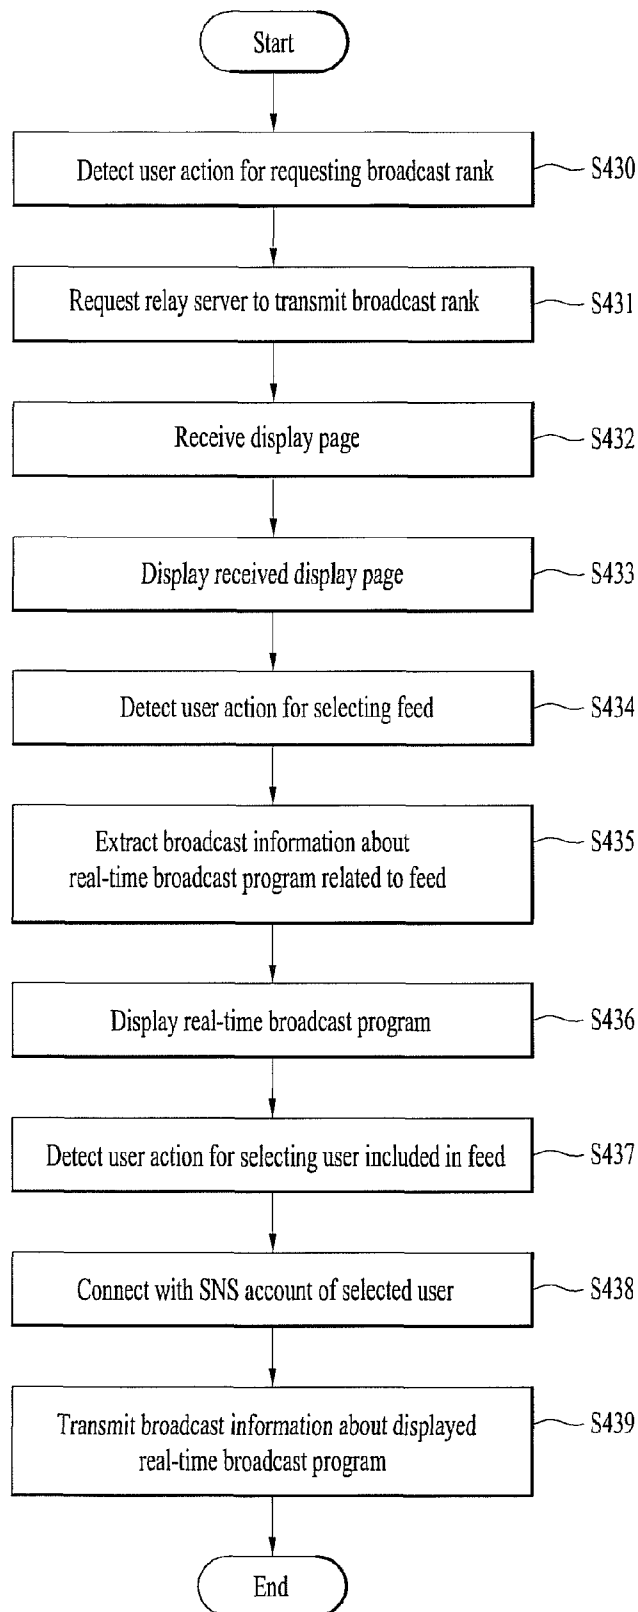 Start
Detect user action for requesting broadcast rank
S430
Request relay server to transmit broadcast rank
S431
Receive display page
S432
Display received display page
S433
Detect user action for selecting feed
S434
Extract broadcast information about
real-time broadcast program related to feed
S435
Display real-time broadcast program
S436
Detect user action for selecting user included in feed
S437
Connect with SNS account of selected user
S438
Transmit broadcast information about displayed
real-time broadcast program
S439
End